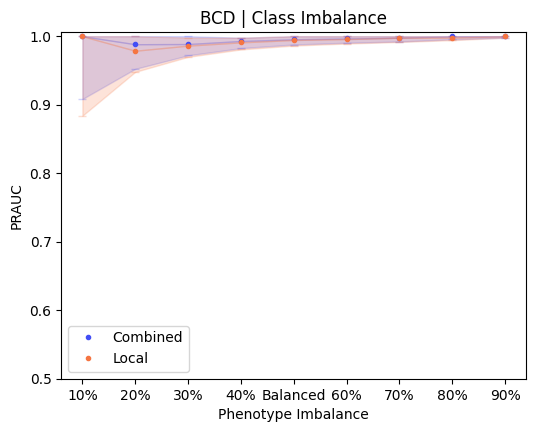 BCD | Class Imbalance
PRAUC
1.0
0.9
0.8
0.7
0.6
0.5
Combined
Local
10% 20% 30% 40% Balanced 60% 70% 80% 90%
Phenotype Imbalance